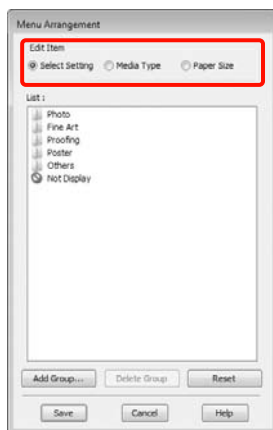 Menu Arrangement
Edit Item
Select Setting Media Type Paper Size
List :
Photo
Fine Art
Proofing
Poster
Others
Not Display
Add Group... Delete Group Reset
Save Cancel Help